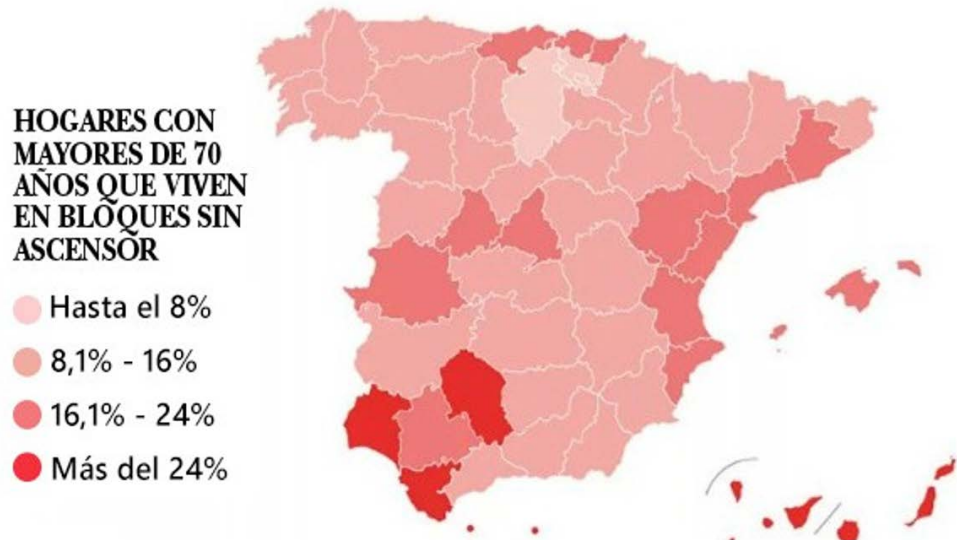 HOGARES CON
MAYORES DE 70
AÑOS QUE VIVEN
EN BLOQUES SIN
ASCENSOR
Hasta el 8%
8,1% - 16%
16,1% - 24%
Más del 24%